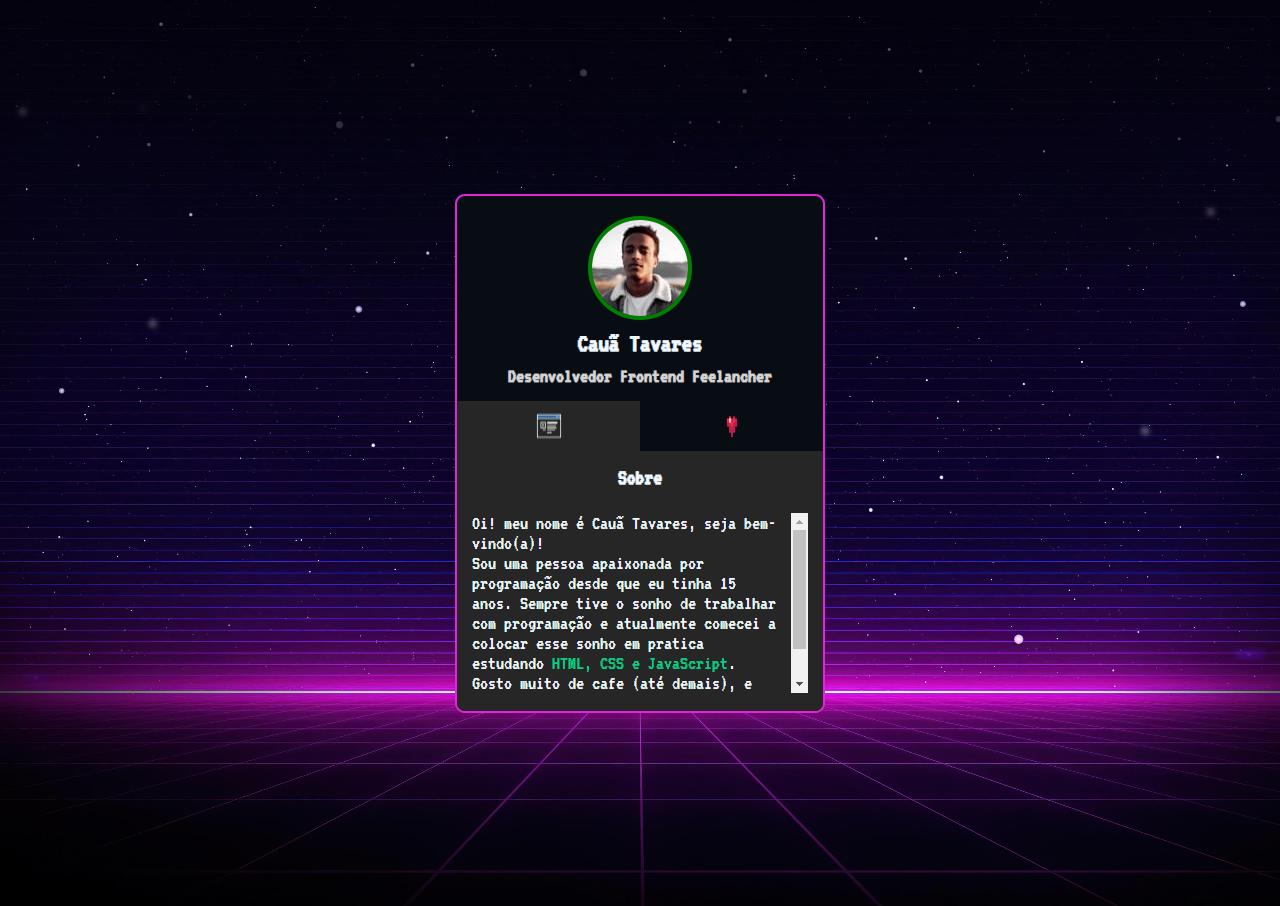 Cauã Tavares
Desenvolvedor Frontend Feelancher
Sobre
Oi! meu nome é Cauã Tavares, seja bem-
vindo(a)!
Sou uma pessoa apaixonada por
programação desde que eu tinha 15
anos. Sempre tive o sonho de trabalhar
com programação e atualmente comecei a
colocar esse sonho em pratica
estudando HTML, CSS e JavaScript.
Gosto muito de cafe (até demais), e